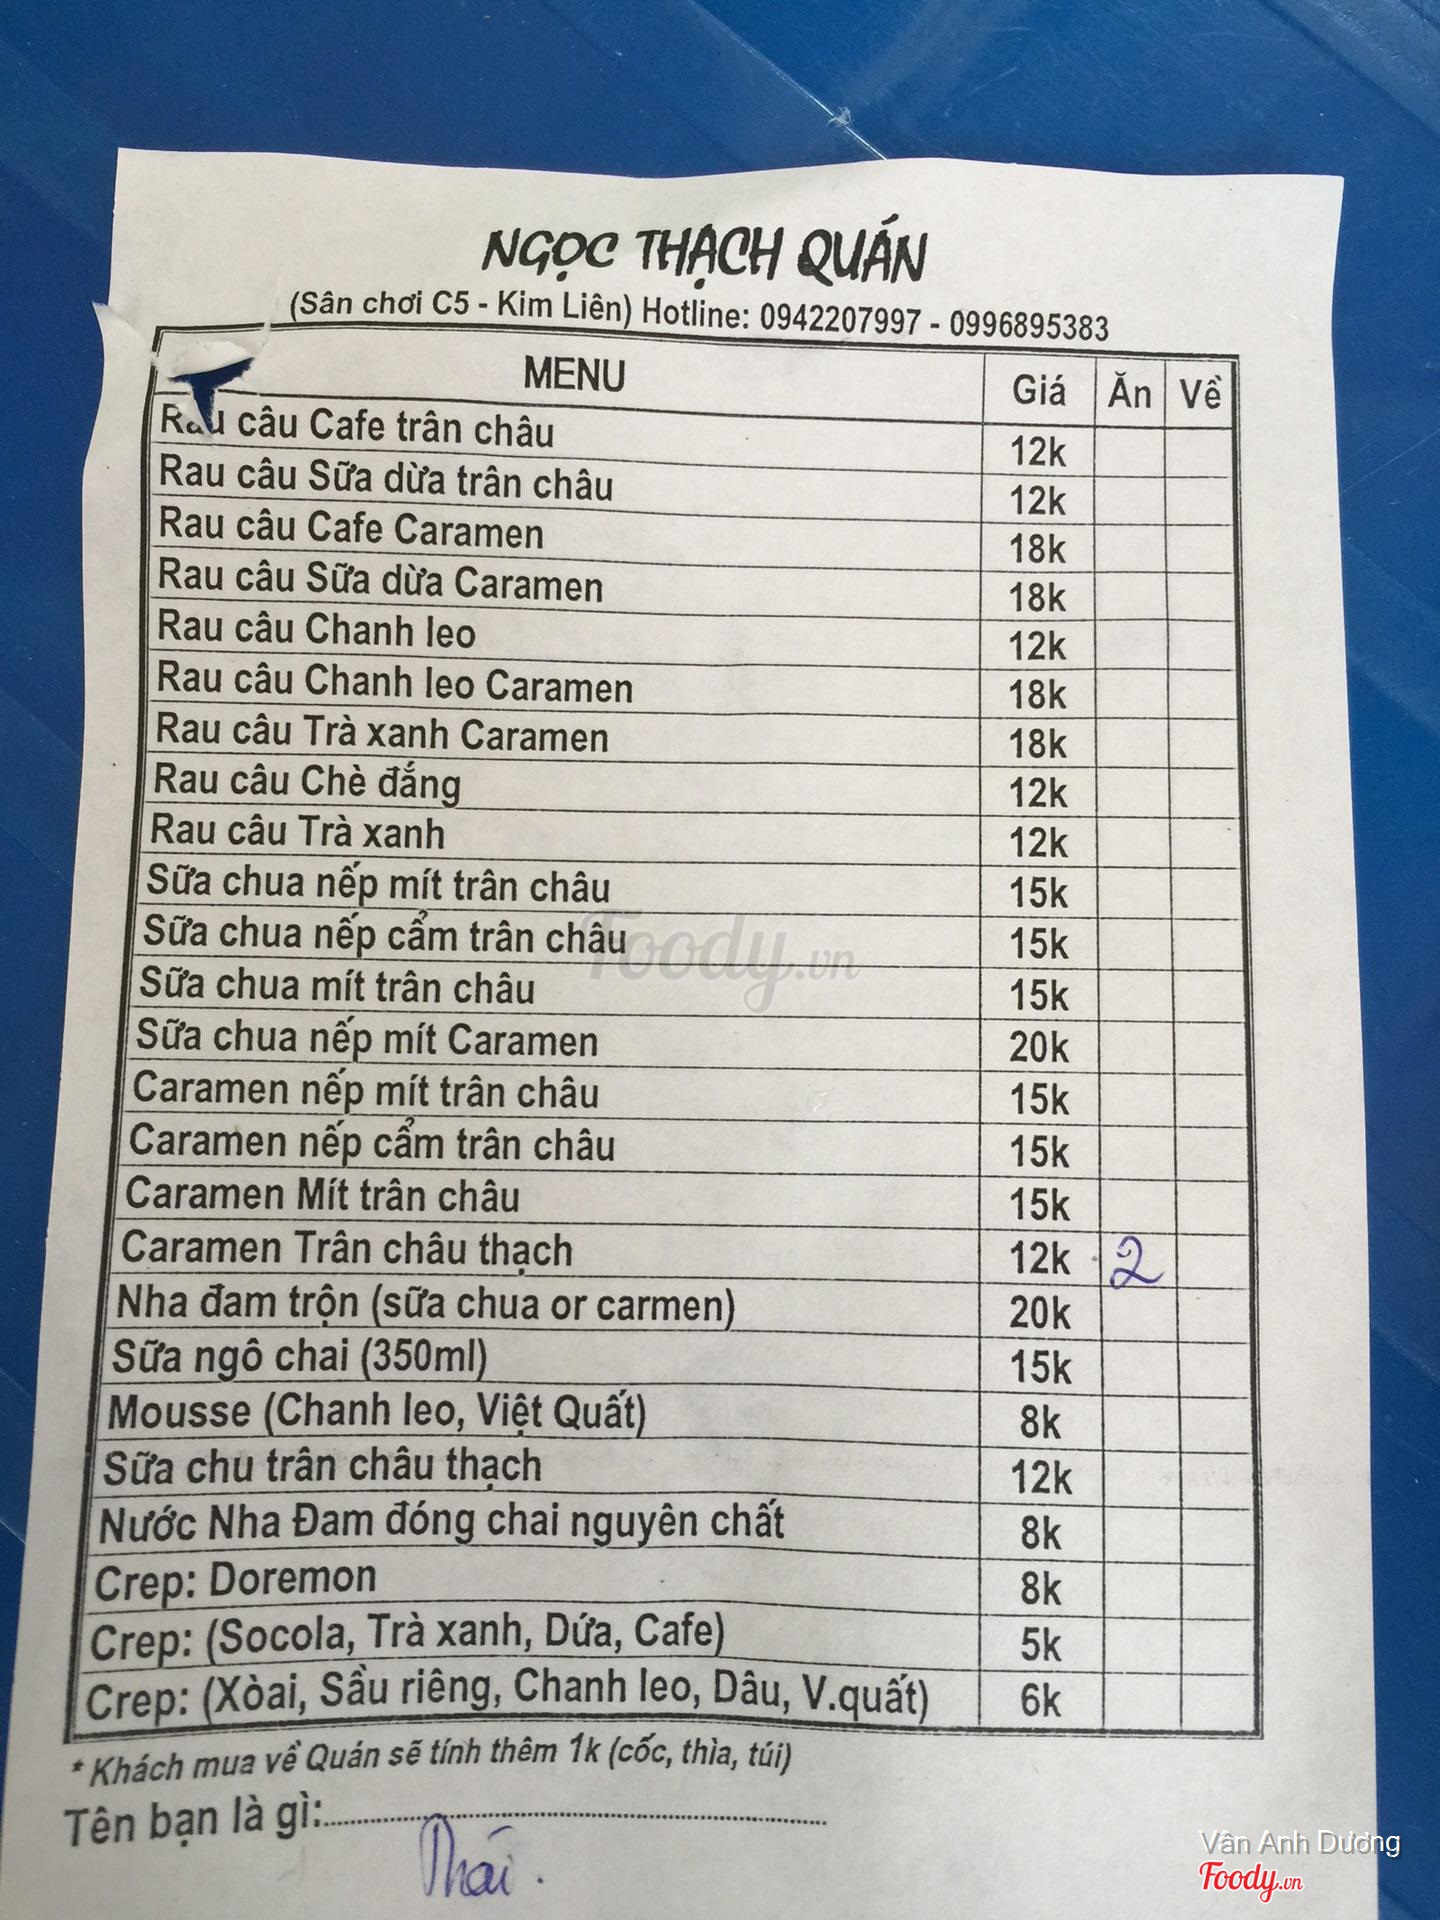 NGỌC THẠCH QUÁN
(Sân chơi C5 - Kim Liên) Hotline: 0942207997 - 0996895383
MENU Giá Ăn Về
Rau câu Cafe trân châu 12k
Rau câu Sữa dừa trân châu 12k
Rau câu Cafe Caramen 18k
Rau câu Sữa dừa Caramen 18k
Rau câu Chanh leo 12k
Rau câu Chanh leo Caramen 18k
Rau câu Trà xanh Caramen 18k
Rau câu Chè đắng 12k
Rau câu Trà xanh 12k
Sữa chua nếp mít trân châu 15k
Sữa chua nếp cẩm trân châu 15k
Sữa chua mít trân châu 15k
Sữa chua nếp mít Caramen 20k
Caramen nếp mít trân châu 15k
Caramen nếp cẩm trân châu 15k
Caramen Mít trân châu 15k
Caramen Trân châu thạch 12k 2
Nha đam trộn (sữa chua or carmen) 20k
Sữa ngô chai (350ml) 15k
Mousse (Chanh leo, Việt Quất) 8k
Sữa chu trân châu thạch 12k
Nước Nha Đam đóng chai nguyên chất 8k
Crep: Doremon 8k
Crep: (Socola, Trà xanh, Dứa, Cafe) 5k
Crep: (Xòai, Sầu riêng, Chanh leo, Dâu, V.quất) 6k
* Khách mua về Quán sẽ tính thêm 1k (cốc, thìa, túi)
Tên bạn là gì:
Thái.
Foody.vn
Vân Anh Dương
Foody.vn